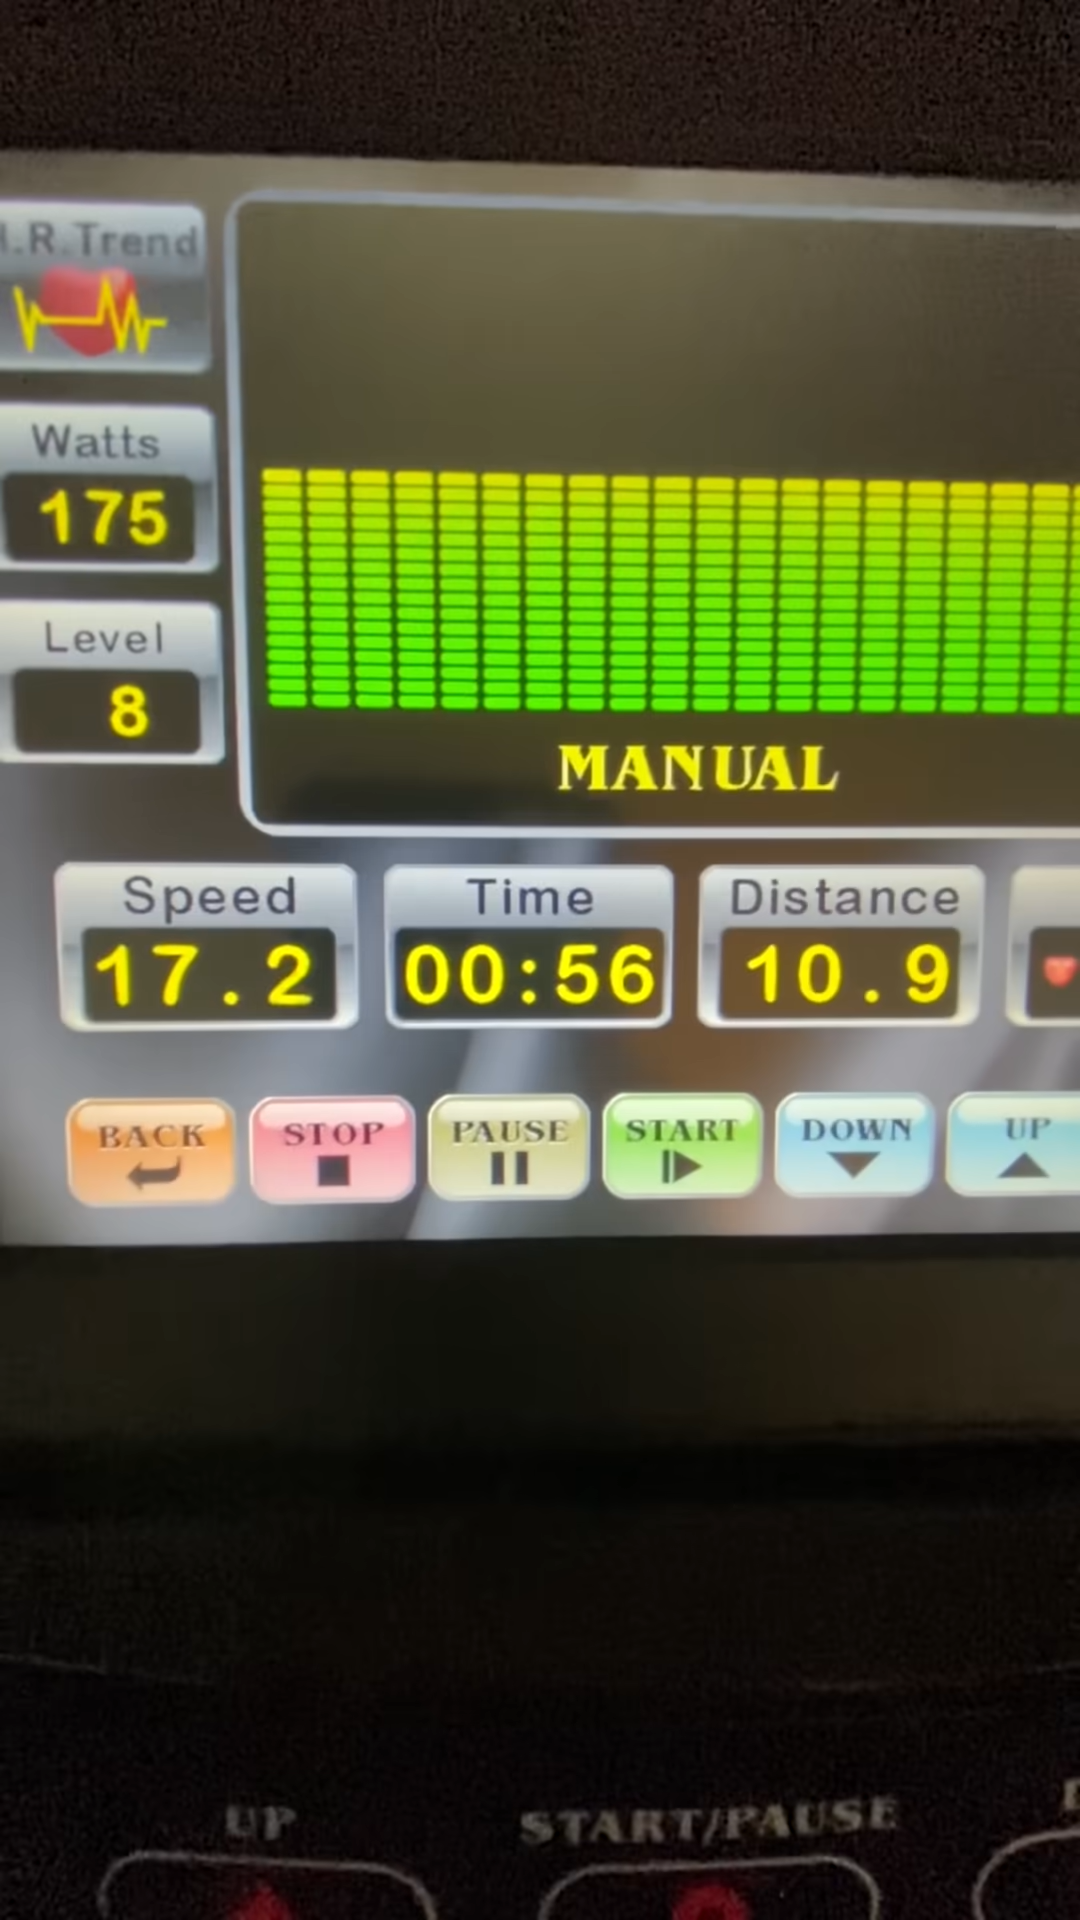 .R.Trend
Watts
175
Level
8
MANUAL
Speed
17.2
Time
00:56
Distance
10.9
BACK
STOP
PAUSE
START
DOWN
UP
UP
START/PAUSE